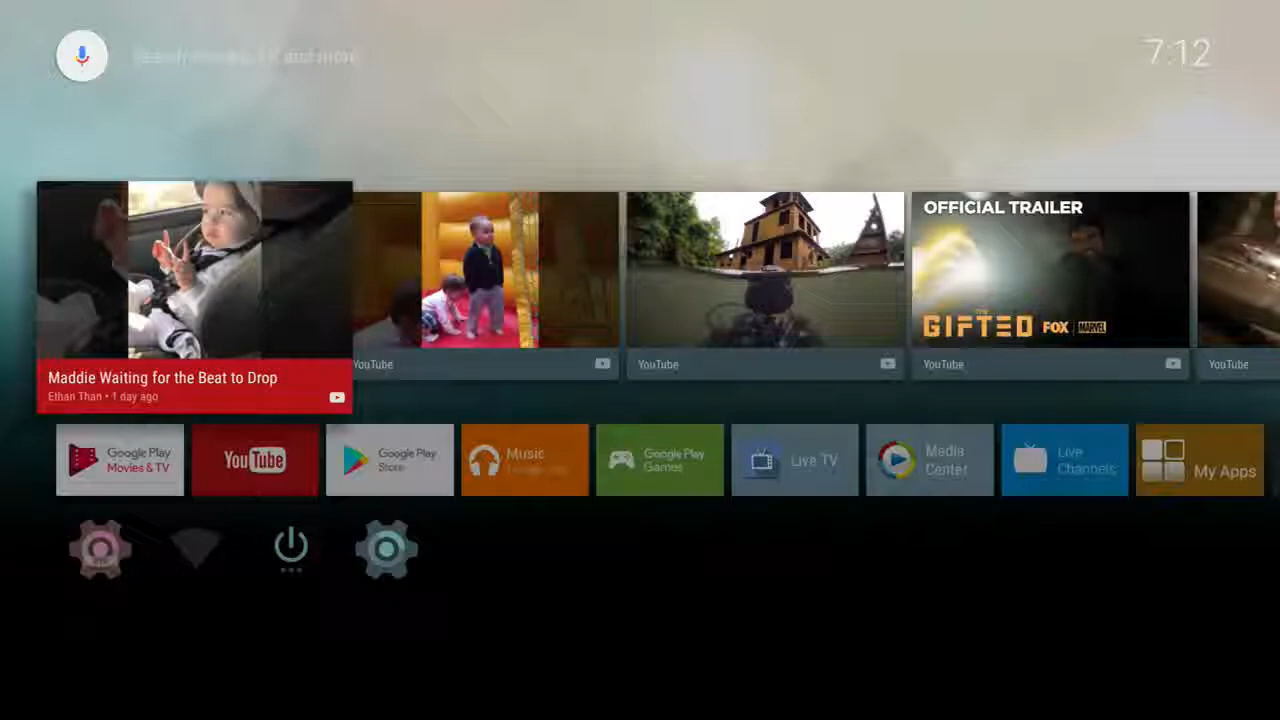 7:12
OFFICIAL TRAILER
THE
GIFTED FOX MARVEL
Maddie Waiting for the Beat to Drop
Ethan Than • 1 day ago
YouTube
YouTube
YouTube
YouTube
Google Play
Movies & TV
YouTube
Google Play
Store
Music
Google Play
Games
Live TV
Media
Center
Live
Channels
My Apps